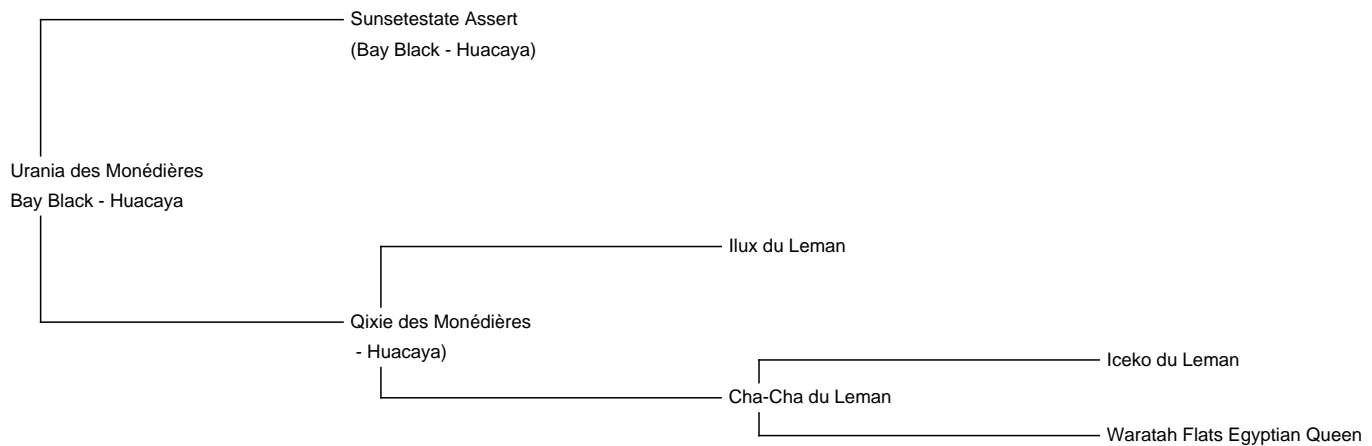 Sunsetestate Assert
(Bay Black - Huacaya)
Urania des Monédières
Bay Black - Huacaya
Ilux du Leman
Qixie des Monédières
- Huacaya)
Iceko du Leman
Cha-Cha du Leman
Waratah Flats Egyptian Queen